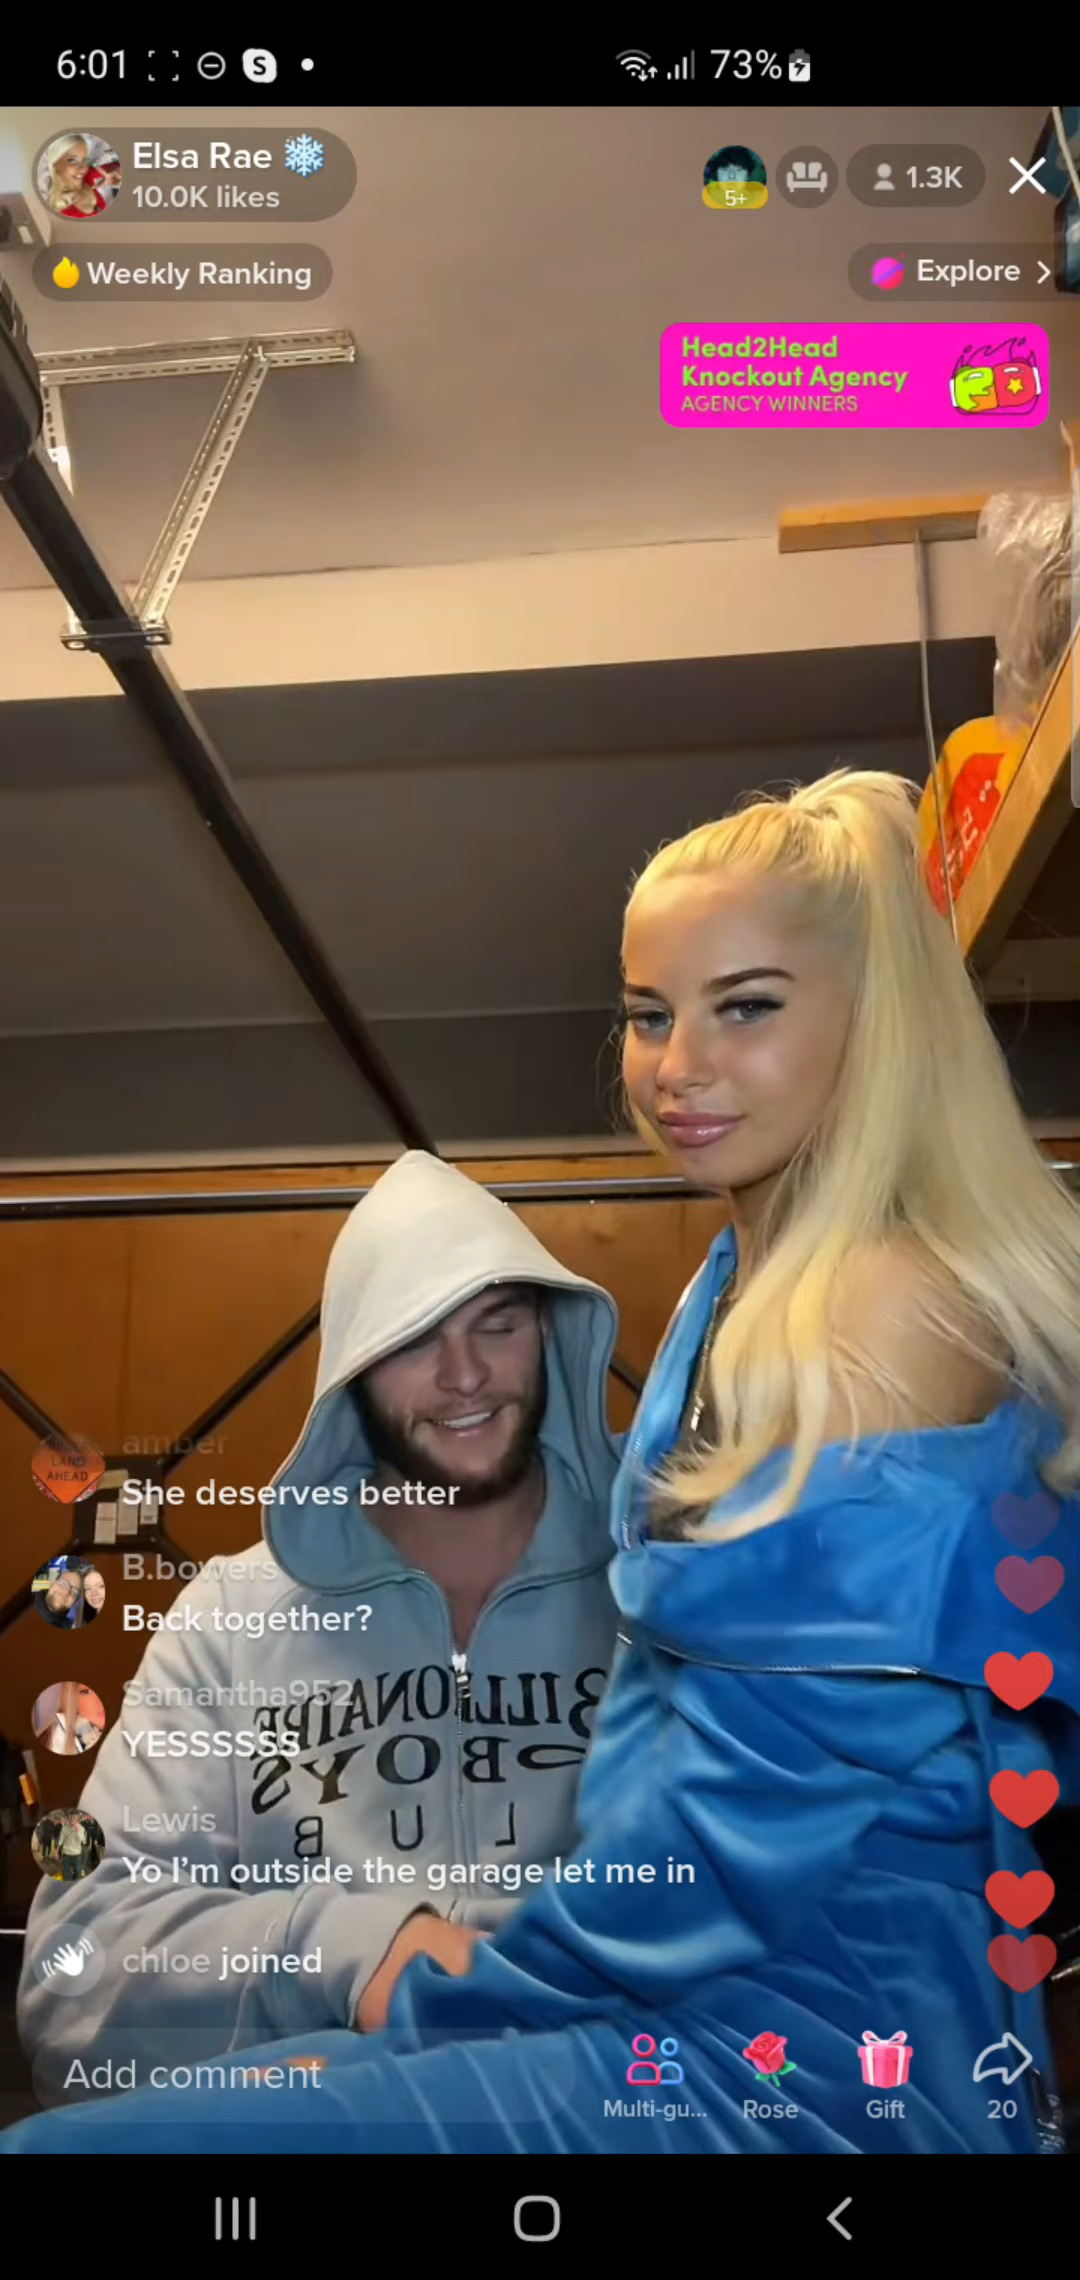 6:01
73%
Elsa Rae
10.0K likes
5+
1.3K
Weekly Ranking
Explore
Head2Head
Knockout Agency
AGENCY WINNERS
amber
LAND
AHEAD
She deserves better
B.bowers
Back together?
Samantha952
YESSSSSS
BILLIONAIRE
BOYS
Lewis
Yo I'm outside the garage let me in
chloe joined
Add comment
Multi-gu...
Rose
Gift
20